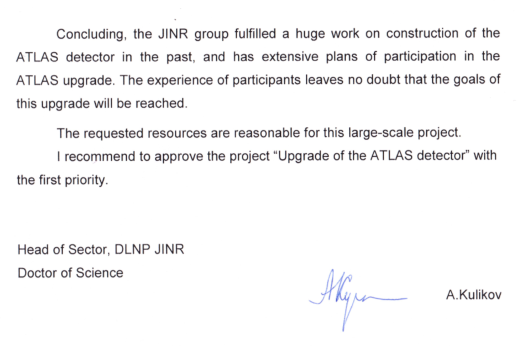 Concluding, the JINR group fulfilled a huge work on construction of the
ATLAS detector in the past, and has extensive plans of participation in the
ATLAS upgrade. The experience of participants leaves no doubt that the goals of
this upgrade will be reached.
The requested resources are reasonable for this large-scale project.
I recommend to approve the project “Upgrade of the ATLAS detector” with
the first priority.
Head of Sector, DLNP JINR
Doctor of Science
A.Kulikov